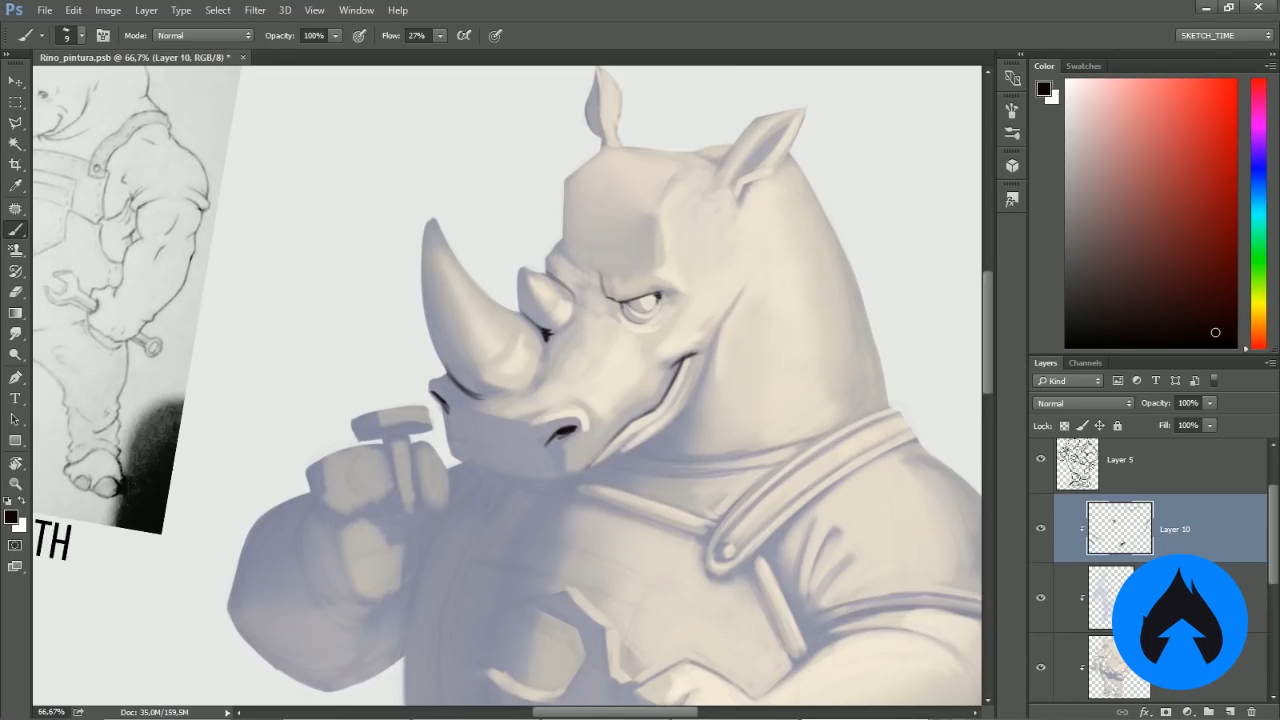 Ps File Edit Image Layer Type Select Filter 3D View Window Help
9 Mode: Normal Opacity: 100% Flow: 27% SKETCH_TIME
Rino_pintura.psb @ 66,7% (Layer 10, RGB/8) * ×
Color Swatches
Layers Channels
Kind
Normal Opacity: 100%
Lock: Fill: 100%
Layer 5
Layer 10
TH
66,67% Doc: 35,0M/159,5M
fx